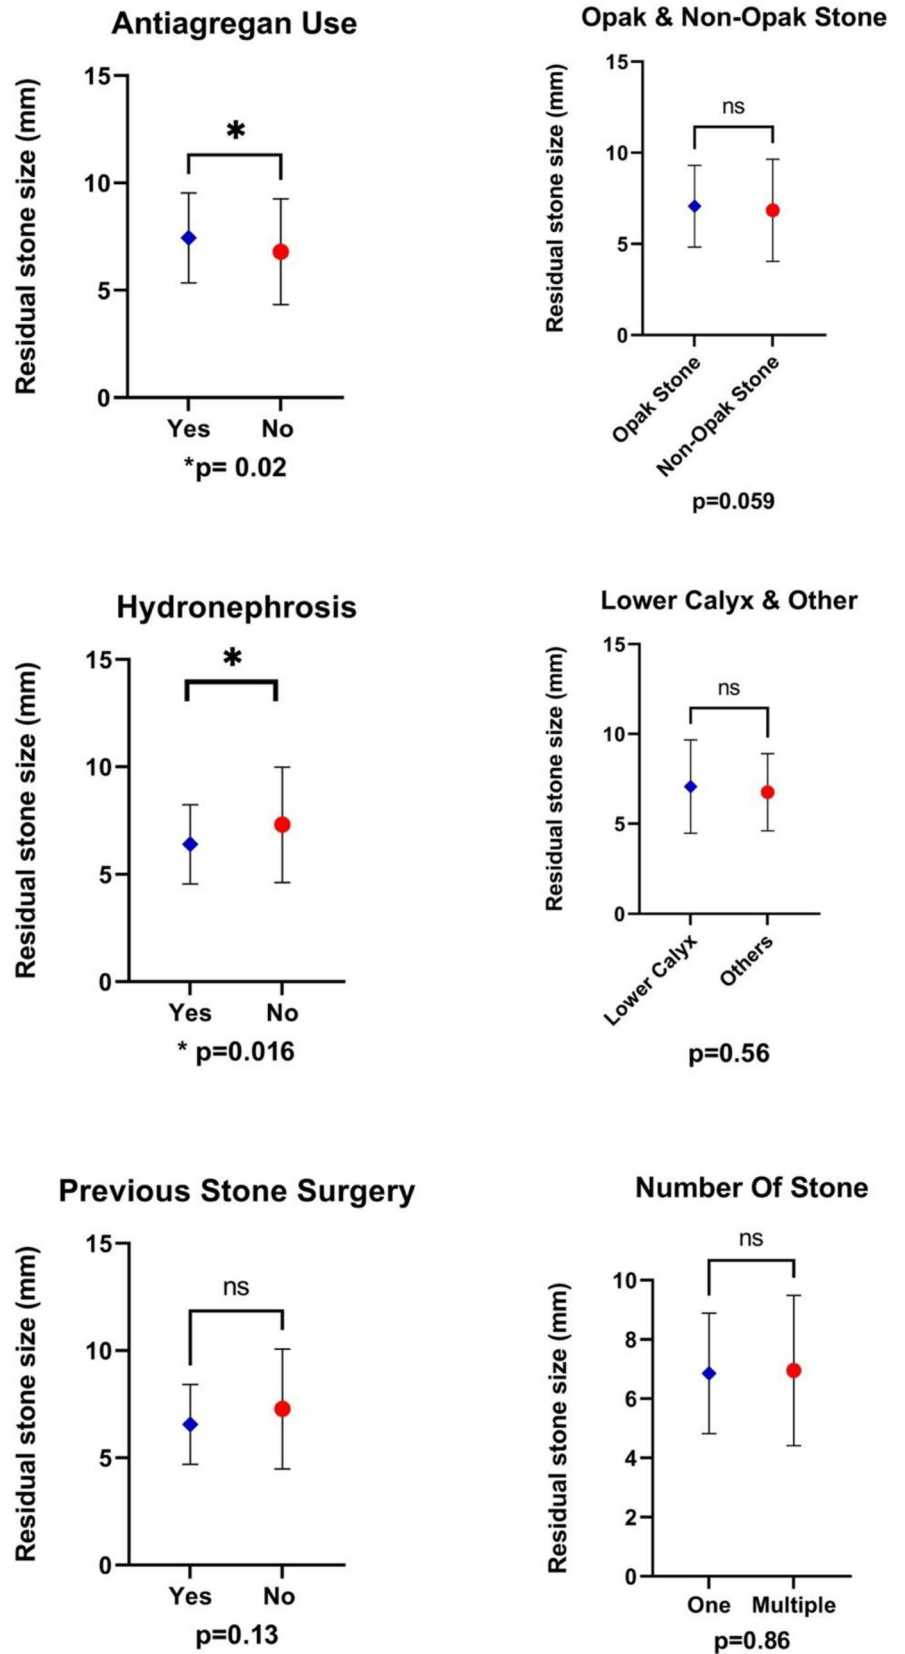 Antiagregan Use
Residual stone size (mm)
15
10
5
0
*
Yes No
*p= 0.02
Opak & Non-Opak Stone
Residual stone size (mm)
15
10
5
0
ns
Opak Stone
Non-Opak Stone
p=0.059
Hydronephrosis
Residual stone size (mm)
15
10
5
0
*
Yes No
* p=0.016
Lower Calyx & Other
Residual stone size (mm)
15
10
5
0
ns
Lower Calyx
Others
p=0.56
Previous Stone Surgery
Residual stone size (mm)
15
10
5
0
ns
Yes No
p=0.13
Number Of Stone
Residual stone size (mm)
10
8
6
4
2
0
ns
One Multiple
p=0.86